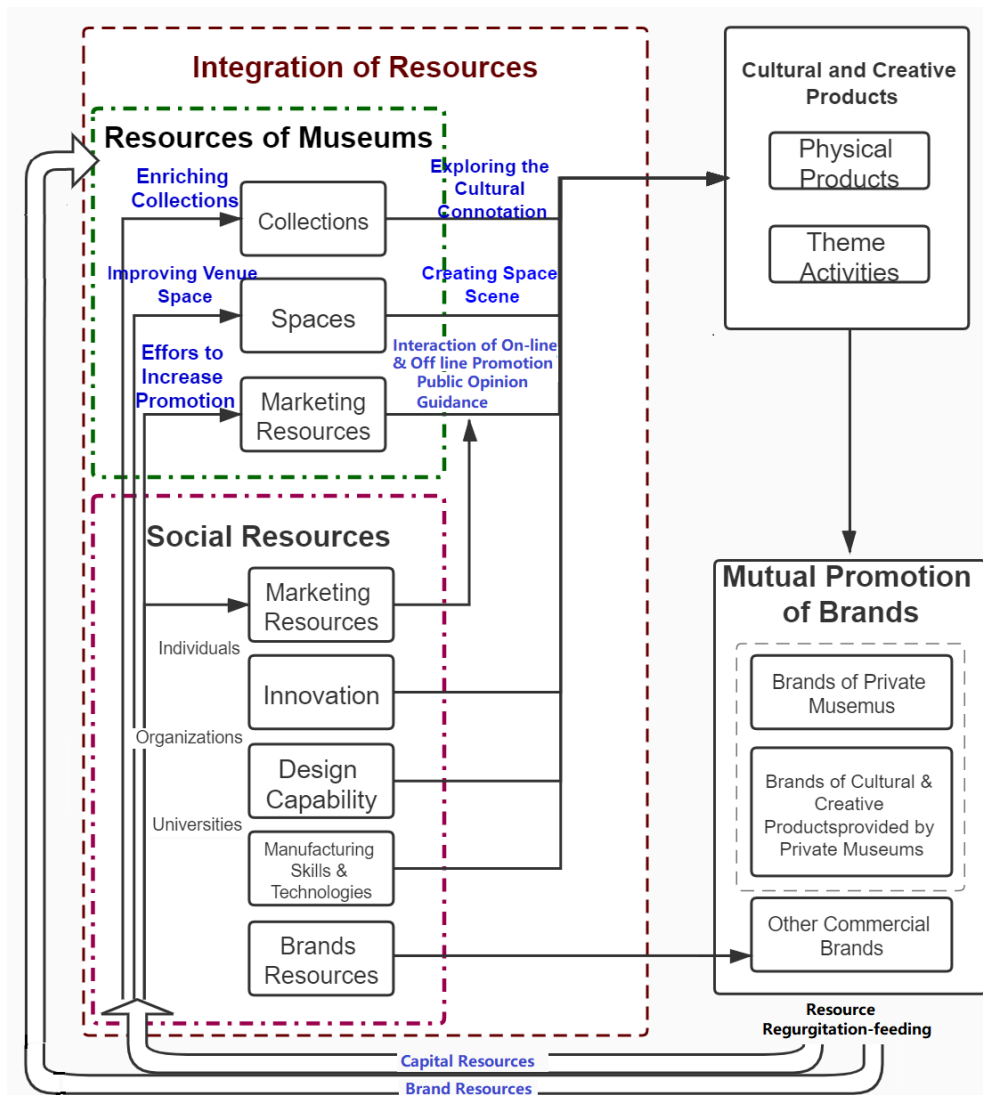 Integration of Resources
Resources of Museums
Enriching
Collections
Collections
Exploring the
Cultural
Connotation
Improving Venue
Space
Spaces
Creating Space
Scene
Effors to
Increase
Promotion
Marketing
Resources
Interaction of On-line
& Off line Promotion
Public Opinion
Guidance
Social Resources
Marketing
Resources
Individuals
Innovation
Organizations
Design
Capability
Universities
Manufacturing
Skills &
Technologies
Brands
Resources
Cultural and Creative
Products
Physical
Products
Theme
Activities
Mutual Promotion
of Brands
Brands of Private
Musemus
Brands of Cultural &
Creative
Productsprovided by
Private Museums
Other Commercial
Brands
Resource
Regurgitation-feeding
Capital Resources
Brand Resources